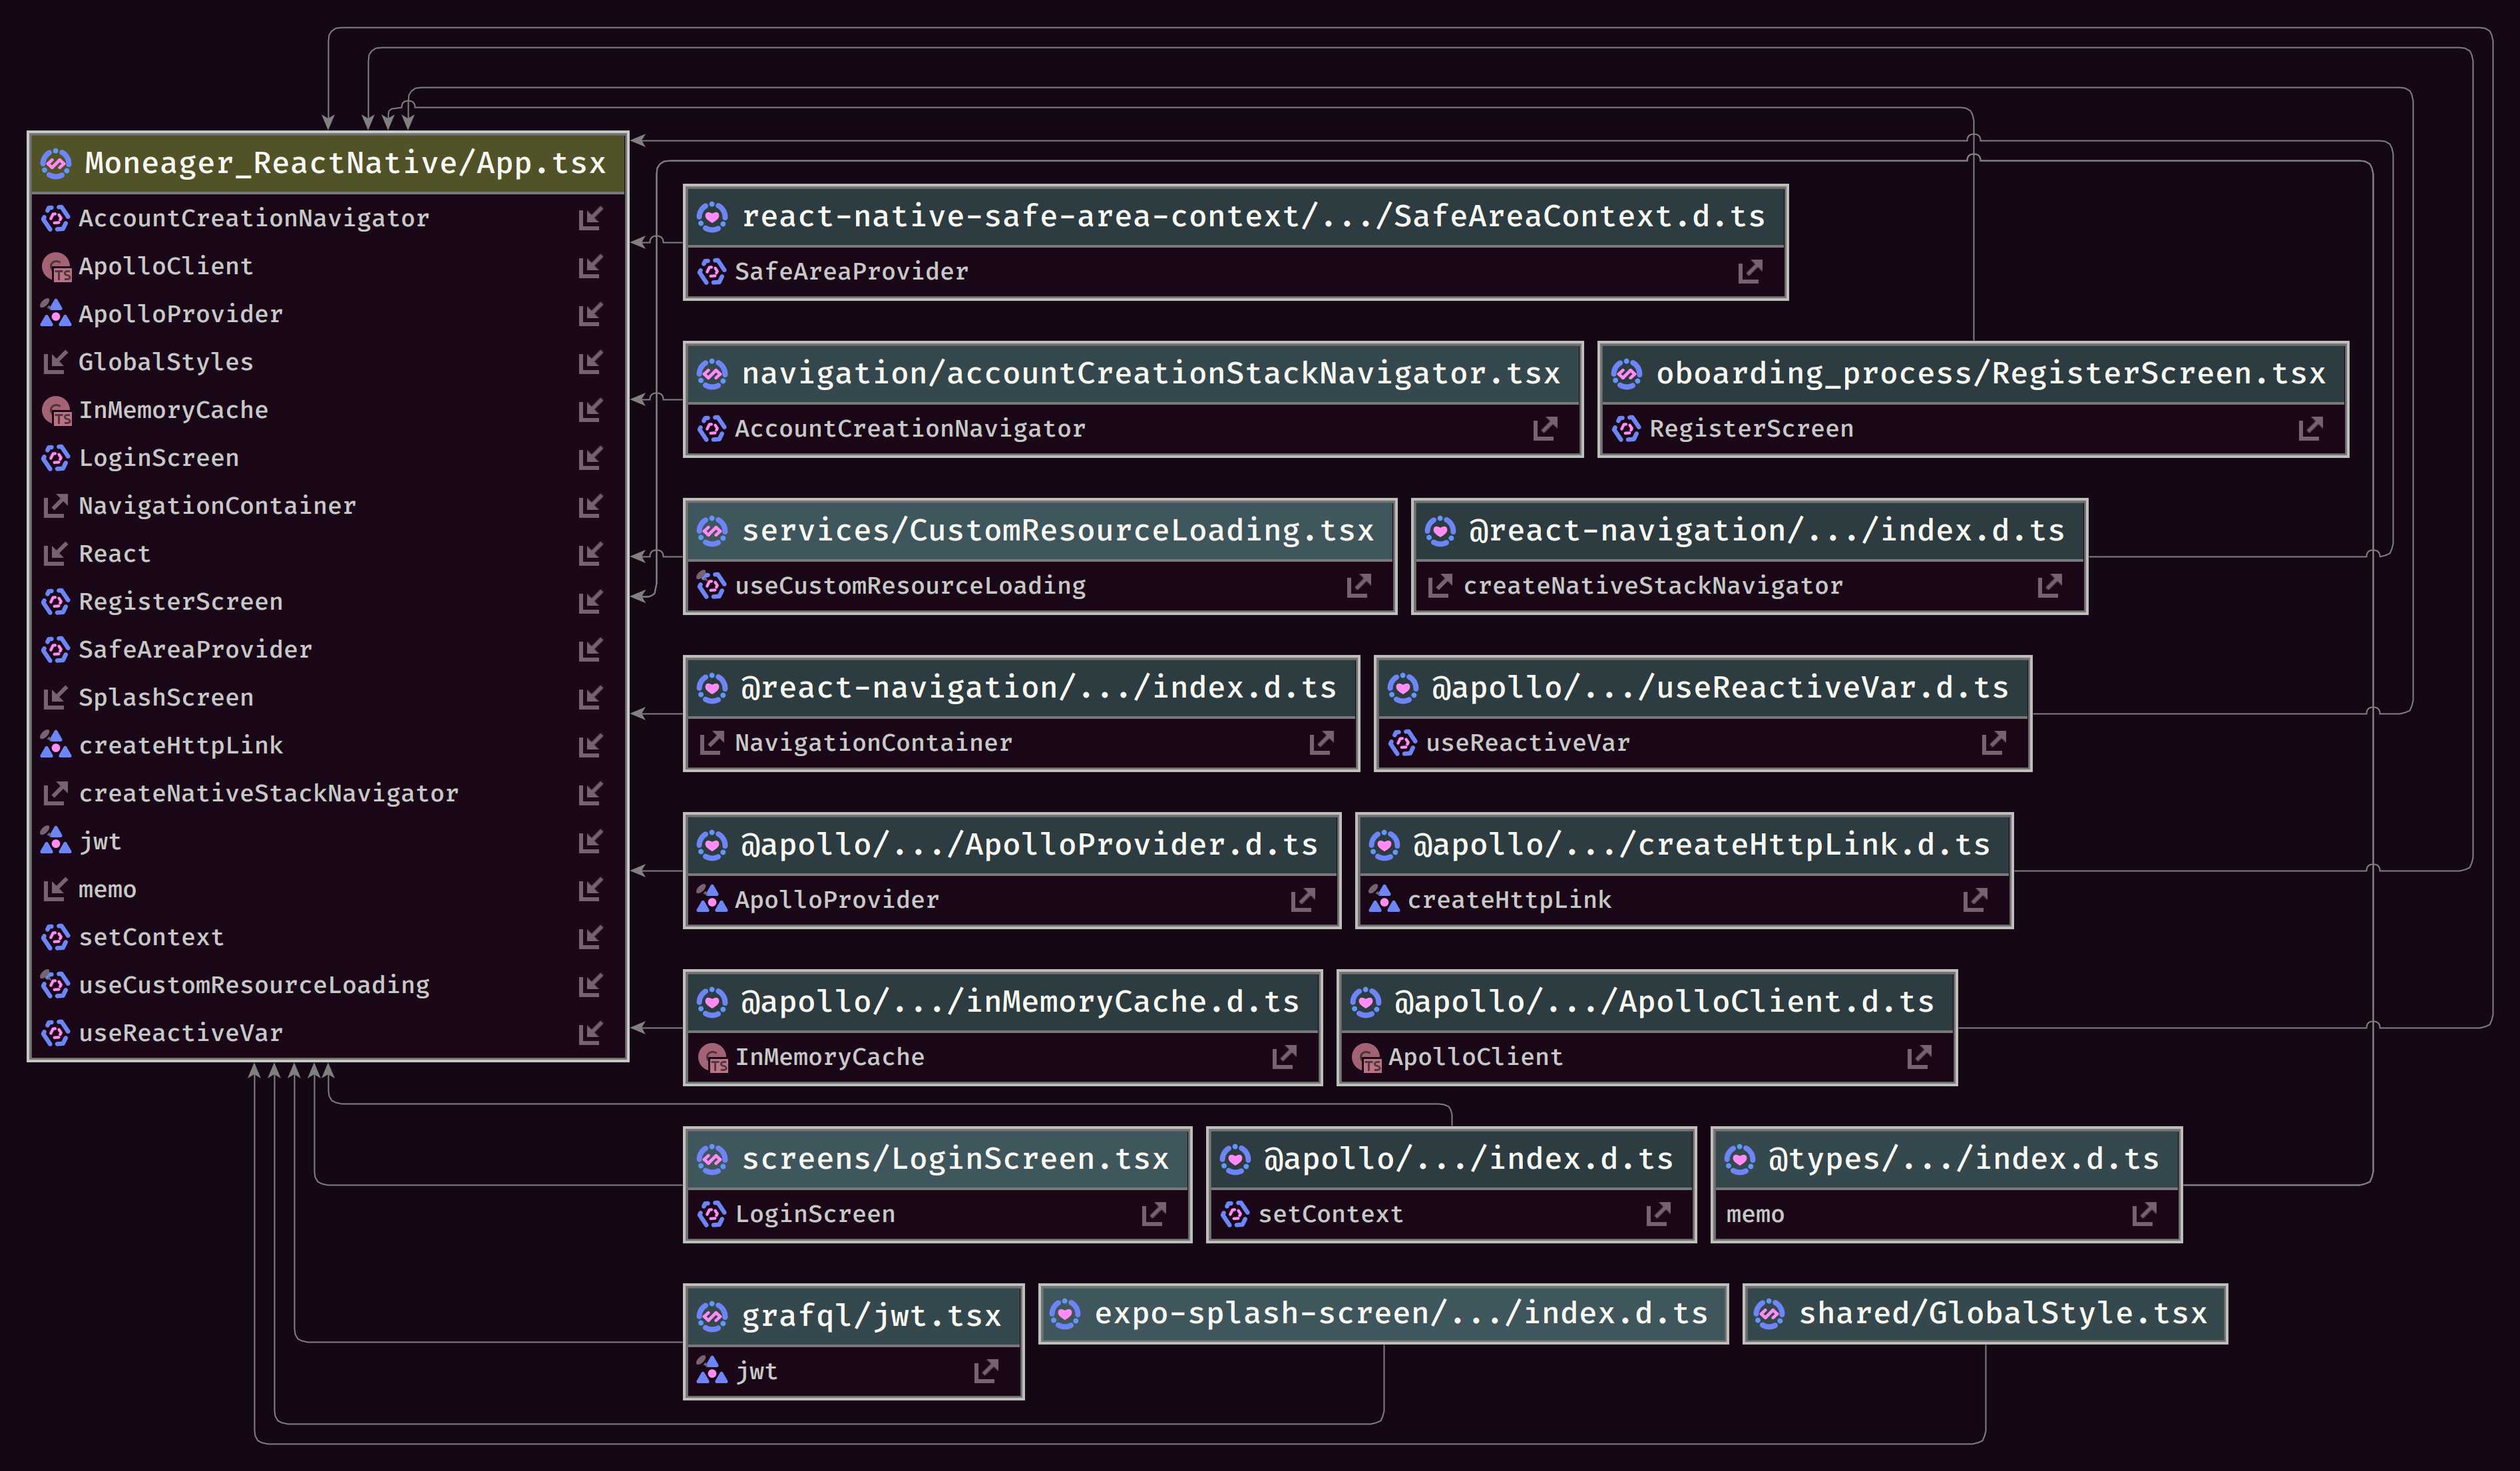 Moneager_ReactNative/App.tsx
AccountCreationNavigator
ApolloClient
ApolloProvider
GlobalStyles
InMemoryCache
LoginScreen
NavigationContainer
React
RegisterScreen
SafeAreaProvider
SplashScreen
createHttpLink
createNativeStackNavigator
jwt
memo
setContext
useCustomResourceLoading
useReactiveVar
react-native-safe-area-context/.../SafeAreaContext.d.ts
SafeAreaProvider
navigation/accountCreationStackNavigator.tsx
AccountCreationNavigator
oboarding_process/RegisterScreen.tsx
RegisterScreen
services/CustomResourceLoading.tsx
useCustomResourceLoading
@react-navigation/.../index.d.ts
createNativeStackNavigator
@react-navigation/.../index.d.ts
NavigationContainer
@apollo/.../useReactiveVar.d.ts
useReactiveVar
@apollo/.../ApolloProvider.d.ts
ApolloProvider
@apollo/.../createHttpLink.d.ts
createHttpLink
@apollo/.../inMemoryCache.d.ts
InMemoryCache
@apollo/.../ApolloClient.d.ts
ApolloClient
screens/LoginScreen.tsx
LoginScreen
@apollo/.../index.d.ts
setContext
@types/.../index.d.ts
memo
grafql/jwt.tsx
jwt
expo-splash-screen/.../index.d.ts
shared/GlobalStyle.tsx